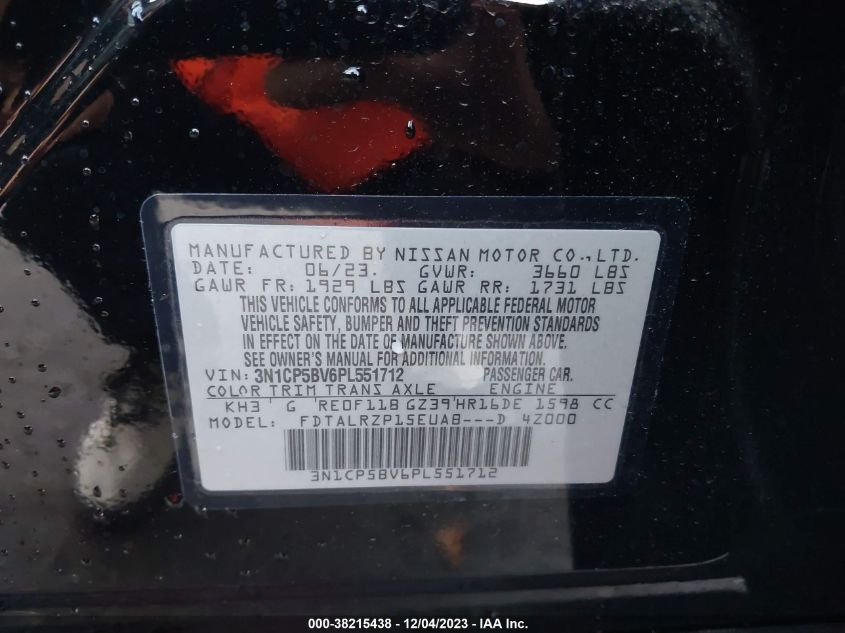 MANUFACTURED BY NISSAN MOTOR CO., LTD.
DATE: 06/23. GVWR: 3660 LBS
GAWR FR: 1929 LBS GAWR RR: 1731 LBS
THIS VEHICLE CONFORMS TO ALL APPLICABLE FEDERAL MOTOR
VEHICLE SAFETY, BUMPER AND THEFT PREVENTION STANDARDS
IN EFFECT ON THE DATE OF MANUFACTURE SHOWN ABOVE.
SEE OWNER'S MANUAL FOR ADDITIONAL INFORMATION.
VIN: 3N1CP5BV6PL551712 PASSENGER CAR.
COLOR TRIM TRANS AXLE ENGINE
KH3 G RE0F11B GZ39 HR16DE 1598 CC
MODEL: FDTALRZP15EUA8---D 4Z000
3N1CP5BV6PL551712
000-38215438 - 12/04/2023 - IAA Inc.